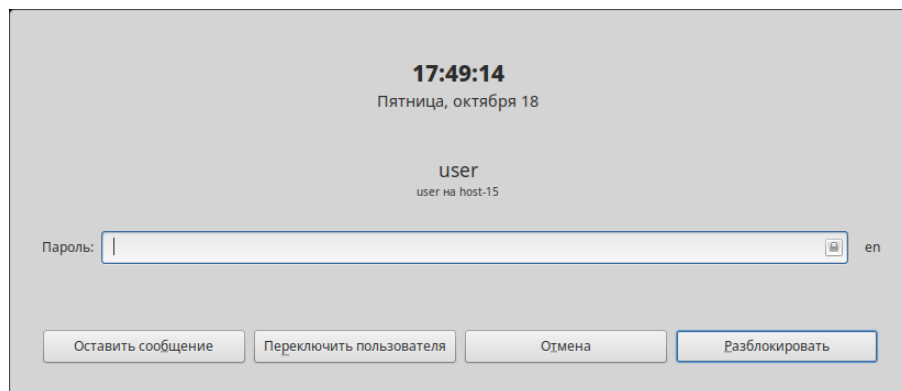 17:49:14
Пятница, октября 18
user
user на host-15
Пароль:
en
Оставить сообщение
Переключить пользователя
Отмена
Разблокировать